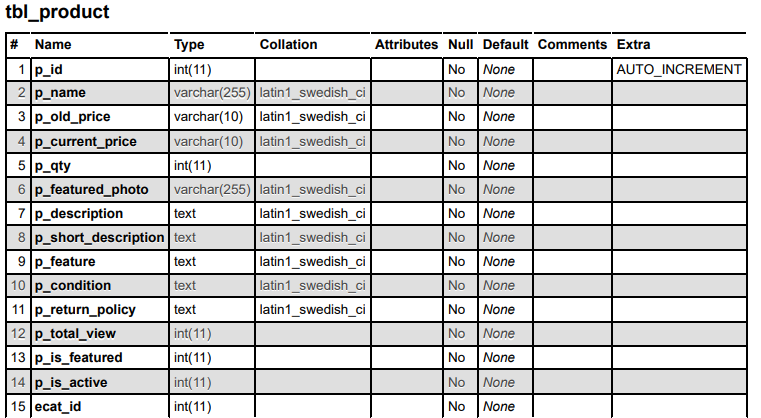 tbl_product
# Name Type Collation Attributes Null Default Comments Extra
1 p_id int(11) No None AUTO_INCREMENT
2 p_name varchar(255) latin1_swedish_ci No None
3 p_old_price varchar(10) latin1_swedish_ci No None
4 p_current_price varchar(10) latin1_swedish_ci No None
5 p_qty int(11) No None
6 p_featured_photo varchar(255) latin1_swedish_ci No None
7 p_description text latin1_swedish_ci No None
8 p_short_description text latin1_swedish_ci No None
9 p_feature text latin1_swedish_ci No None
10 p_condition text latin1_swedish_ci No None
11 p_return_policy text latin1_swedish_ci No None
12 p_total_view int(11) No None
13 p_is_featured int(11) No None
14 p_is_active int(11) No None
15 ecat_id int(11) No None